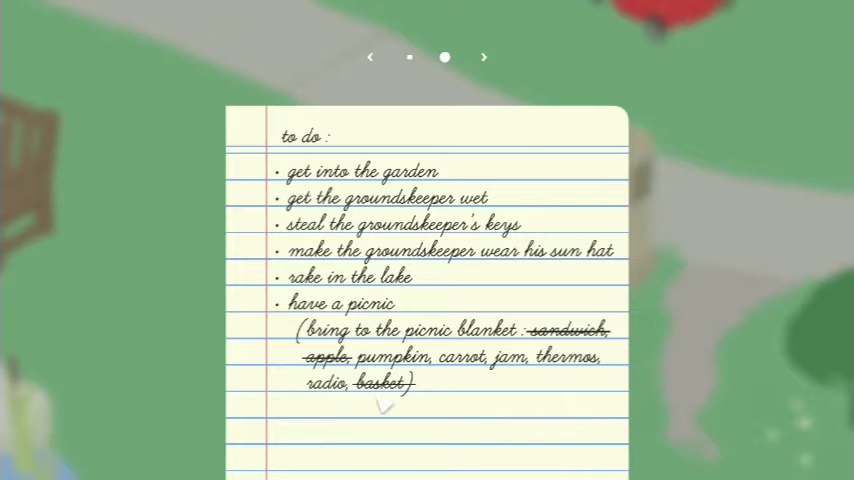 to do :
• get into the garden
• get the groundskeeper wet
• steal the groundskeeper's keys
• make the groundskeeper wear his sun hat
• rake in the lake
• have a picnic
(bring to the picnic blanket : sandwich,
apple, pumpkin, carrot, jam, thermos,
radio, basket)